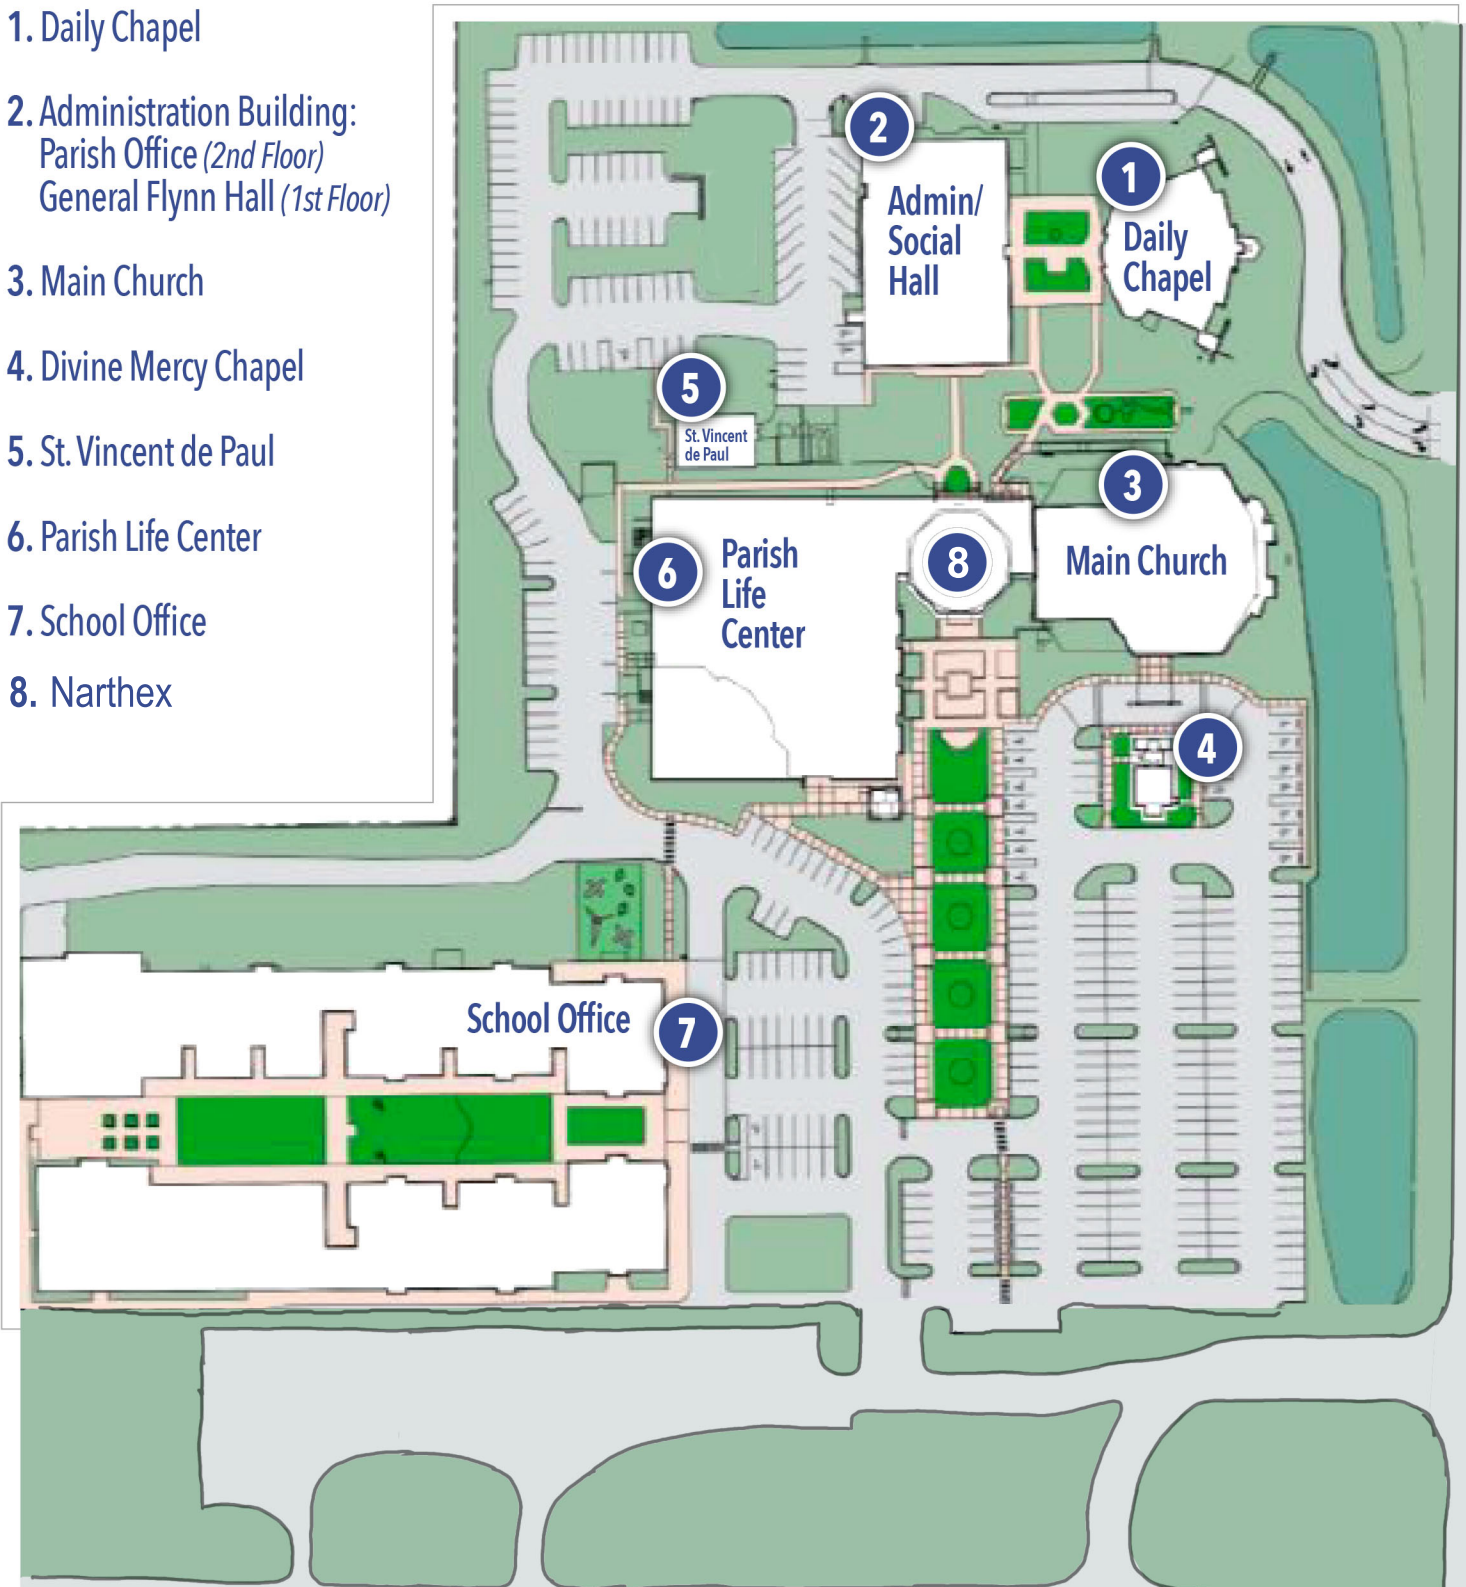 1. Daily Chapel
2. Administration Building:
Parish Office (2nd Floor)
General Flynn Hall (1st Floor)
3. Main Church
4. Divine Mercy Chapel
5. St. Vincent de Paul
6. Parish Life Center
7. School Office
8. Narthex
2
Admin/
Social
Hall
1
Daily
Chapel
5
St. Vincent
de Paul
3
Main Church
6
Parish
Life
Center
8
4
School Office
7